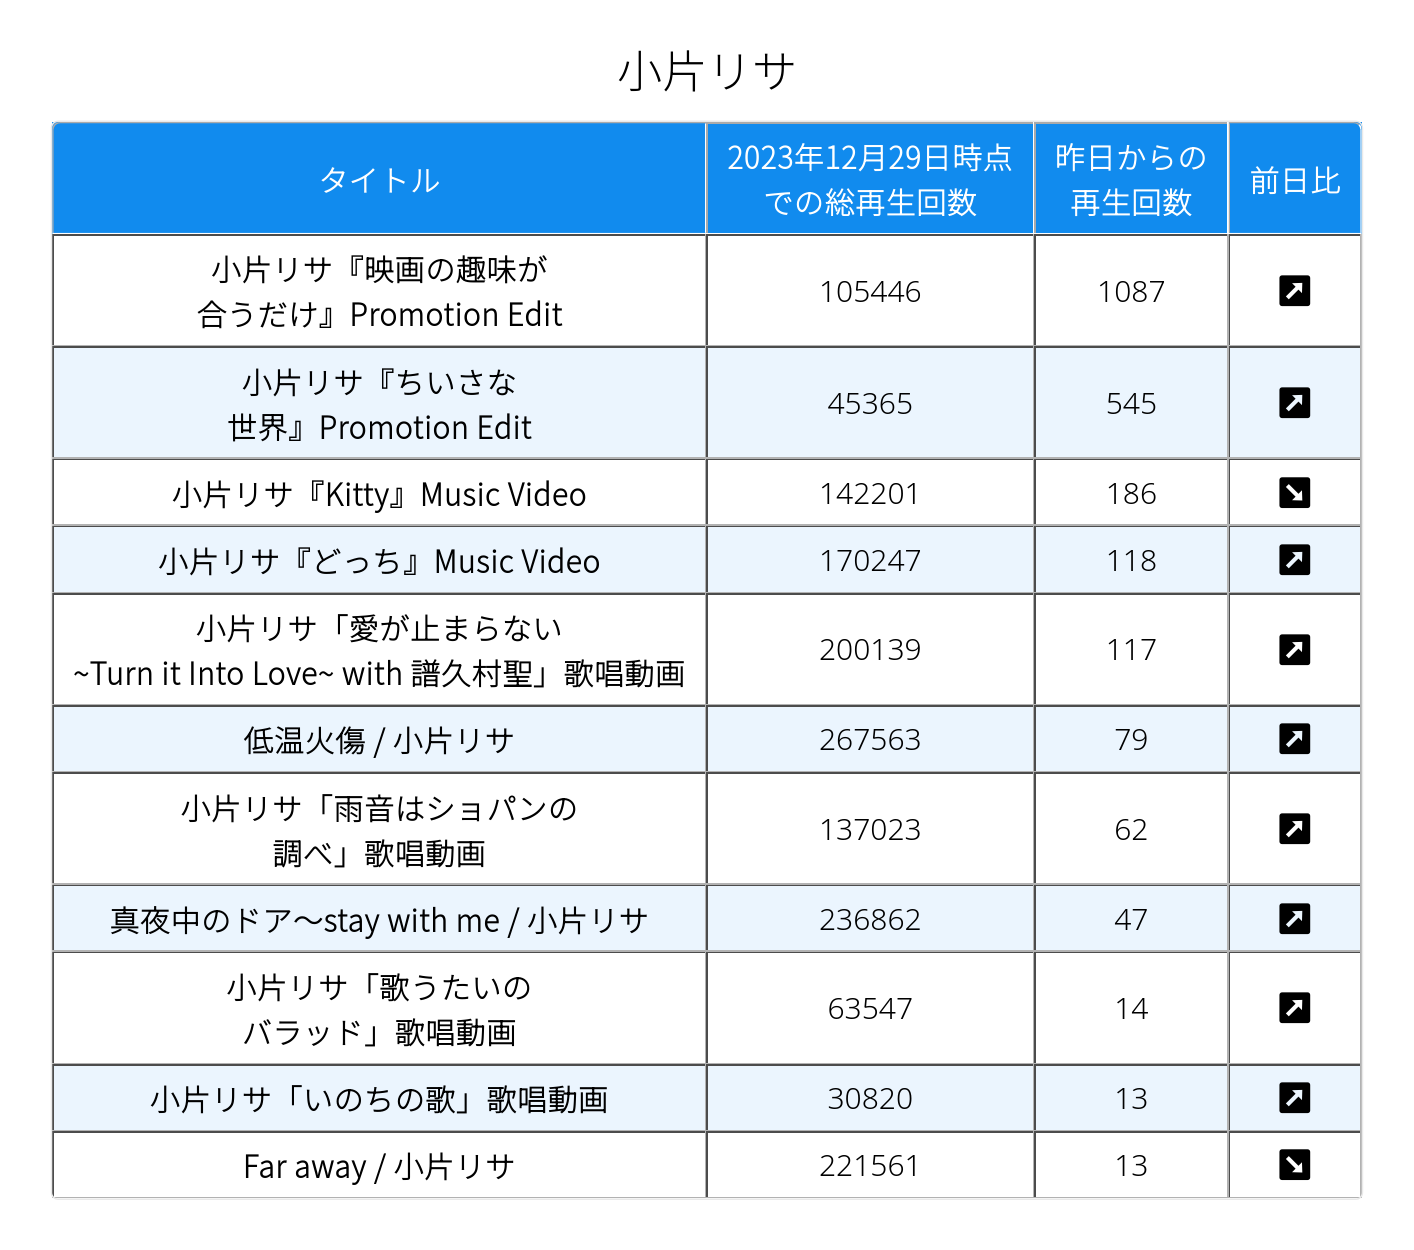 小片リサ
タイトル
2023年12月29日時点
での総再生回数
昨日からの
再生回数
前日比
小片リサ『映画の趣味が
合うだけ』Promotion Edit
105446
1087
小片リサ『ちいさな
世界』Promotion Edit
45365
545
小片リサ『Kitty』Music Video
142201
186
小片リサ『どっち』Music Video
170247
118
小片リサ「愛が止まらない
~Turn it Into Love~ with 譜久村聖」歌唱動画
200139
117
低温火傷 / 小片リサ
267563
79
小片リサ「雨音はショパンの
調べ」歌唱動画
137023
62
真夜中のドア〜stay with me / 小片リサ
236862
47
小片リサ「歌うたいの
バラッド」歌唱動画
63547
14
小片リサ「いのちの歌」歌唱動画
30820
13
Far away / 小片リサ
221561
13